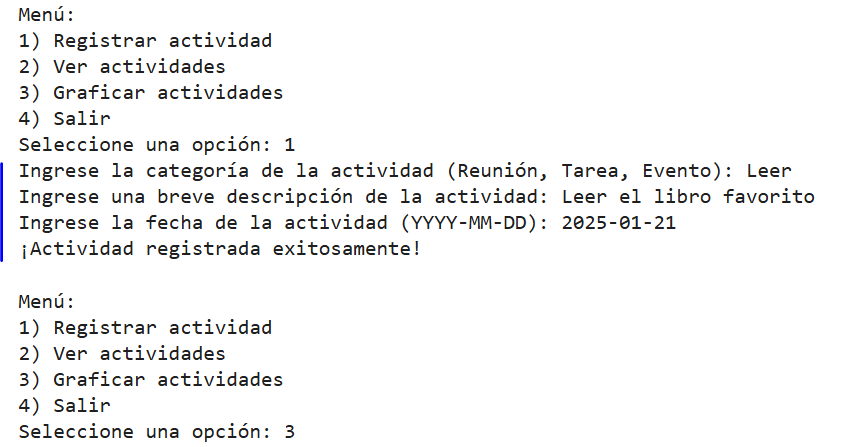 Menú:
1) Registrar actividad
2) Ver actividades
3) Graficar actividades
4) Salir
Seleccione una opción: 1
Ingrese la categoría de la actividad (Reunión, Tarea, Evento): Leer
Ingrese una breve descripción de la actividad: Leer el libro favorito
Ingrese la fecha de la actividad (YYYY-MM-DD): 2025-01-21
¡Actividad registrada exitosamente!
Menú:
1) Registrar actividad
2) Ver actividades
3) Graficar actividades
4) Salir
Seleccione una opción: 3